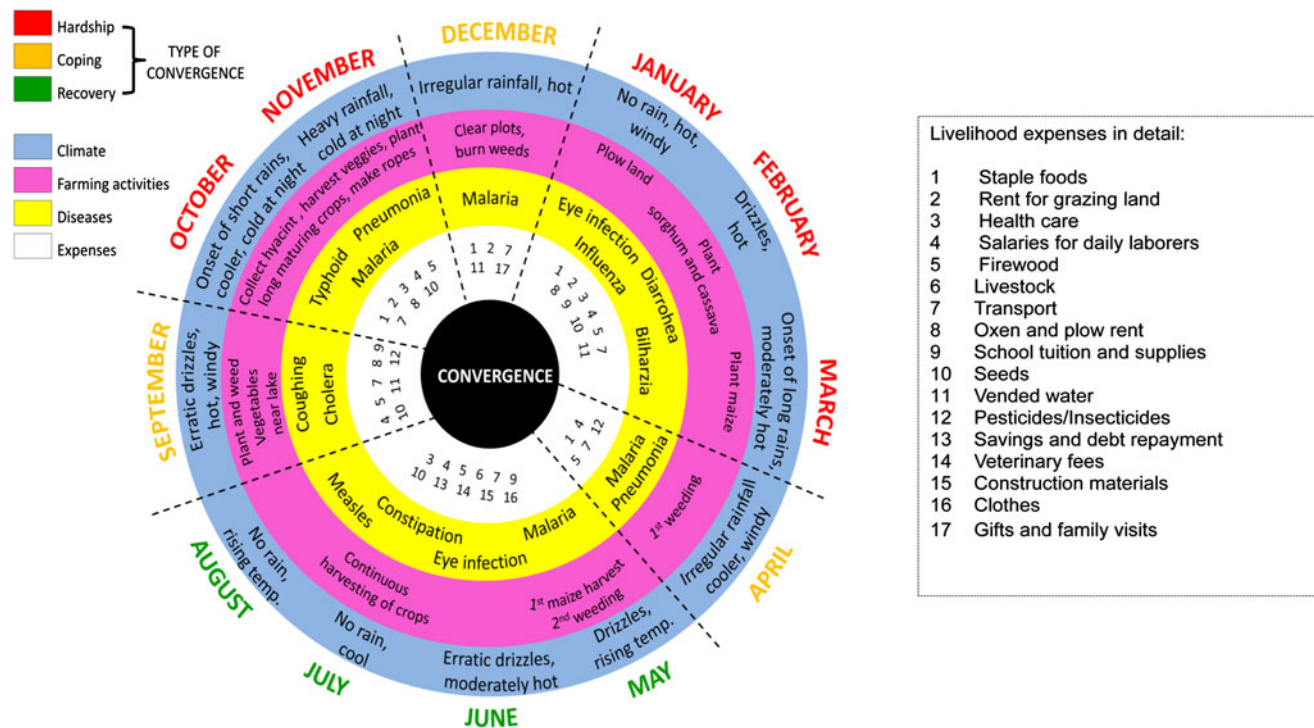 Hardship
Coping
Recovery
TYPE OF
CONVERGENCE
Climate
Farming activities
Diseases
Expenses
DECEMBER
Irregular rainfall, hot
Clear plots,
burn weeds
Malaria
1 2 7
11 17
JANUARY
No rain, hot,
windy
Plow land
FEBRUARY
Drizzles,
hot
Plant
sorghum and cassava
MARCH
Onset of long rains,
moderately hot
Plant maize
Eye infection
Influenza
Diarrohea
Bilharzia
1 2 3 4 5 7
8 9 10 11
APRIL
Irregular rainfall
cooler, windy
1st weeding
Malaria
Pneumonia
1 4 12
5 7
MAY
Drizzles,
rising temp.
1st maize harvest
2nd weeding
JUNE
Erratic drizzles,
moderately hot
JULY
No rain,
cool
Continuous
harvesting of crops
AUGUST
No rain,
rising temp.
Malaria
Eye infection
Constipation
Measles
3 4 5 6 7 9
10 13 14 15 16
SEPTEMBER
Erratic drizzles,
hot, windy
Plant and weed
Vegetables
near lake
Coughing
Cholera
4 5 7 8 9
10 11 12
OCTOBER
Onset of short rains,
cooler, cold at night
NOVEMBER
Heavy rainfall,
cold at night
Collect hyacint , harvest veggies, plant
long maturing crops, make ropes
Typhoid
Pneumonia
Malaria
1 2 3 4 5
7 8 10
CONVERGENCE
Livelihood expenses in detail:
1 Staple foods
2 Rent for grazing land
3 Health care
4 Salaries for daily laborers
5 Firewood
6 Livestock
7 Transport
8 Oxen and plow rent
9 School tuition and supplies
10 Seeds
11 Vended water
12 Pesticides/Insecticides
13 Savings and debt repayment
14 Veterinary fees
15 Construction materials
16 Clothes
17 Gifts and family visits